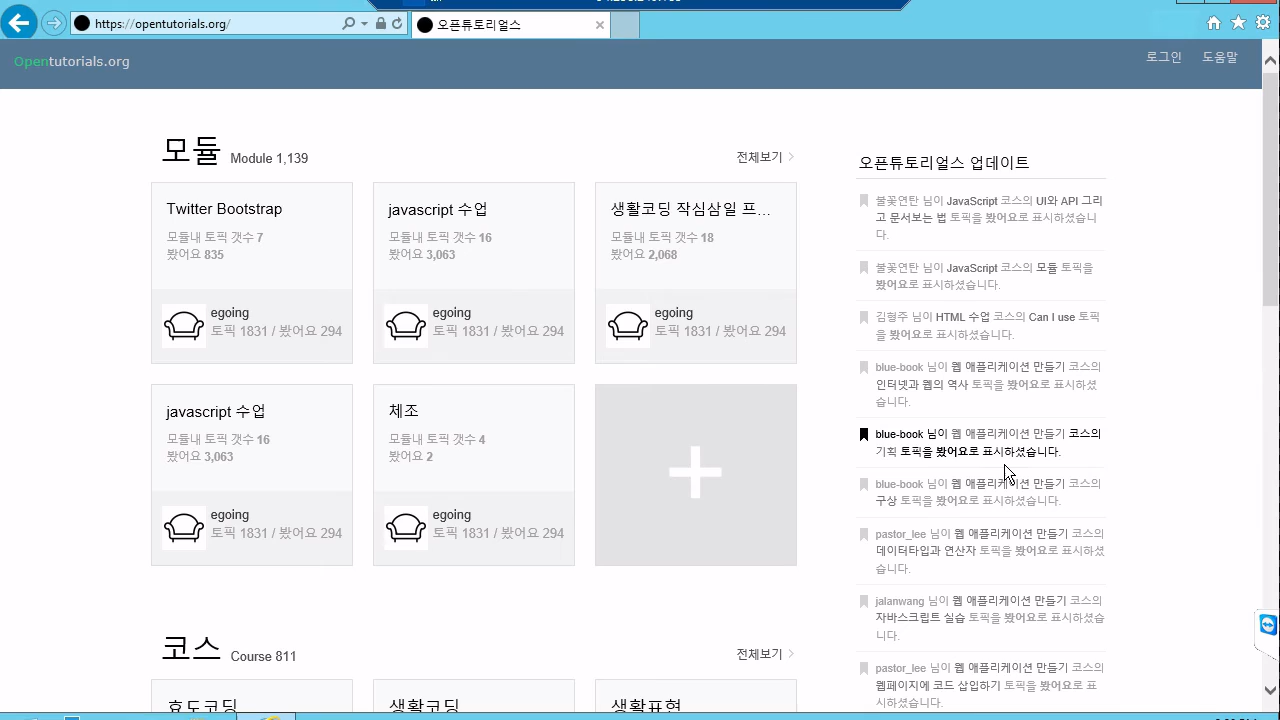 https://opentutorials.org/
오픈튜토리얼스
Opentutorials.org
로그인
도움말
모듈 Module 1,139
전체보기
Twitter Bootstrap
모듈내 토픽 갯수 7
봤어요 835
egoing
토픽 1831 / 봤어요 294
javascript 수업
모듈내 토픽 갯수 16
봤어요 3,063
egoing
토픽 1831 / 봤어요 294
생활코딩 작심삼일 프...
모듈내 토픽 갯수 18
봤어요 2,068
egoing
토픽 1831 / 봤어요 294
javascript 수업
모듈내 토픽 갯수 16
봤어요 3,063
egoing
토픽 1831 / 봤어요 294
체조
모듈내 토픽 갯수 4
봤어요 2
egoing
토픽 1831 / 봤어요 294
코스 Course 811
전체보기
효도코딩
생활코딩
생활표현
오픈튜토리얼스 업데이트
불꽃연탄 님이 JavaScript 코스의 UI와 API 그리
고 문서보는 법 토픽을 봤어요로 표시하셨습니
다.
불꽃연탄 님이 JavaScript 코스의 모듈 토픽을
봤어요로 표시하셨습니다.
김형주 님이 HTML 수업 코스의 Can I use 토픽
을 봤어요로 표시하셨습니다.
blue-book 님이 웹 애플리케이션 만들기 코스의
인터넷과 웹의 역사 토픽을 봤어요로 표시하셨
습니다.
blue-book 님이 웹 애플리케이션 만들기 코스의
기획 토픽을 봤어요로 표시하셨습니다.
blue-book 님이 웹 애플리케이션 만들기 코스의
구상 토픽을 봤어요로 표시하셨습니다.
pastor_lee 님이 웹 애플리케이션 만들기 코스의
데이터타입과 연산자 토픽을 봤어요로 표시하셨
습니다.
jalanwang 님이 웹 애플리케이션 만들기 코스의
자바스크립트 실습 토픽을 봤어요로 표시하셨습
니다.
pastor_lee 님이 웹 애플리케이션 만들기 코스의
웹페이지에 코드 삽입하기 토픽을 봤어요로 표
시하셨습니다.